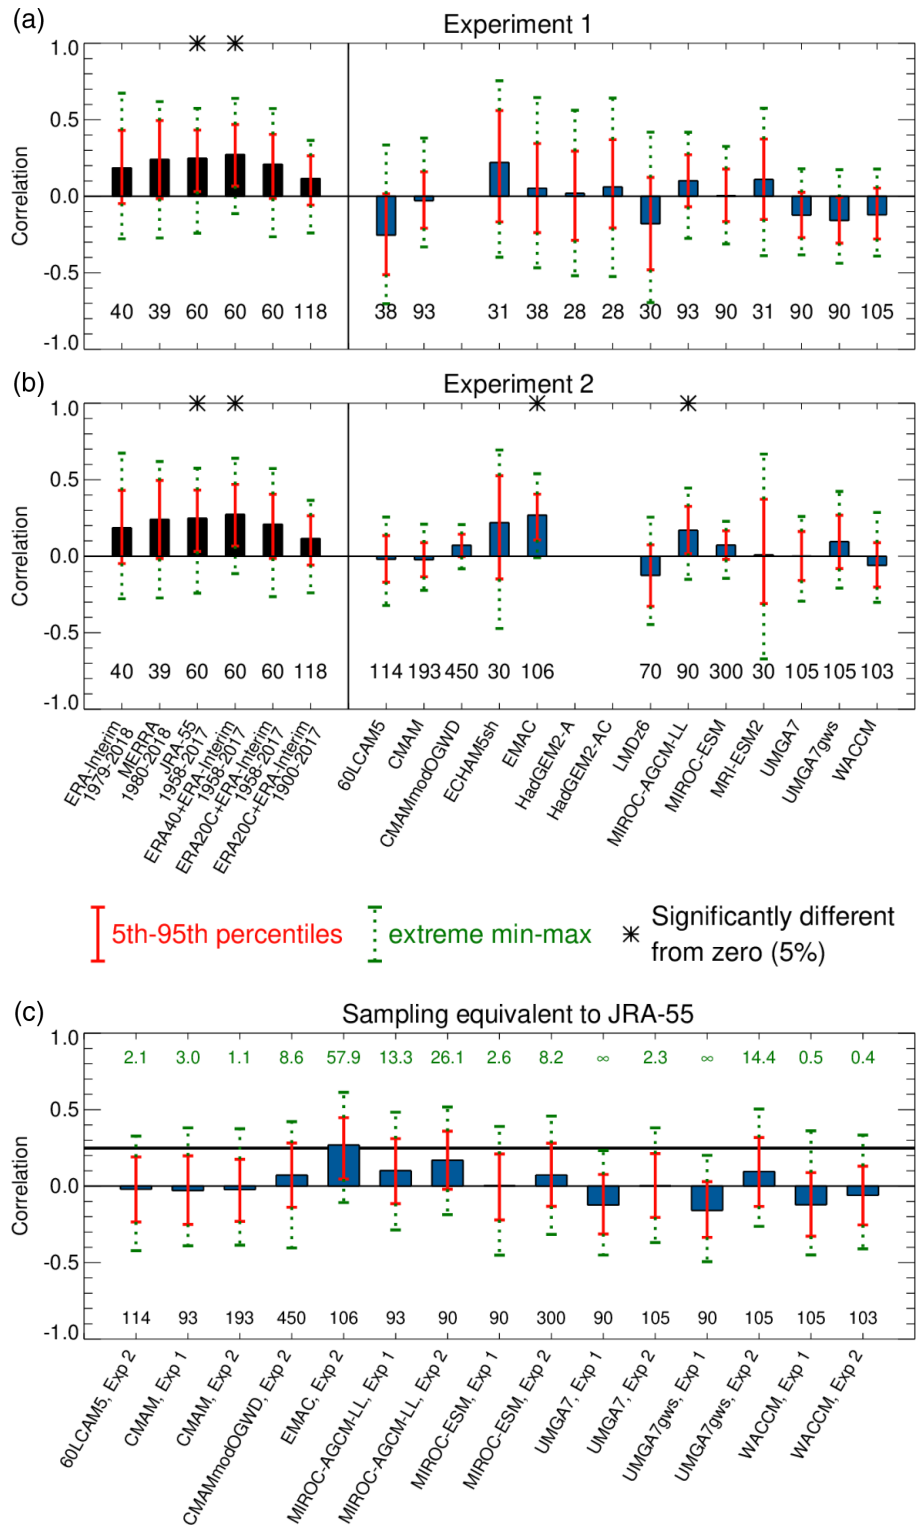 (a)
Experiment 1
1.0
0.5
0.0
-0.5
-1.0
Correlation
40 39 60 60 60 118 38 93 31 38 28 28 30 93 90 31 90 90 105
(b)
Experiment 2
1.0
0.5
0.0
-0.5
-1.0
Correlation
40 39 60 60 60 118 114 193 450 30 106 70 90 300 30 105 105 103
ERA-Interim
1979-2018
MERRA
1980-2018
JRA-55
1958-2017
ERA40+ERA-Interim
1958-2017
ERA20C+ERA-Interim
1958-2017
ERA20C+ERA-Interim
1900-2017
60LCAM5
CMAM
CMAMmodOGWD
ECHAM5sh
EMAC
HadGEM2-A
HadGEM2-AC
LMDz6
MIROC-AGCM-LL
MIROC-ESM
MRI-ESM2
UMGA7
UMGA7gws
WACCM
5th-95th percentiles
extreme min-max
Significantly different
from zero (5%)
(c)
Sampling equivalent to JRA-55
1.0
0.5
0.0
-0.5
-1.0
Correlation
2.1 3.0 1.1 8.6 57.9 13.3 26.1 2.6 8.2 ∞ 2.3 ∞ 14.4 0.5 0.4
114 93 193 450 106 93 90 90 300 90 105 90 105 105 103
60LCAM5, Exp 2
CMAM, Exp 1
CMAM, Exp 2
CMAMmodOGWD, Exp 2
EMAC, Exp 2
MIROC-AGCM-LL, Exp 1
MIROC-AGCM-LL, Exp 2
MIROC-ESM, Exp 1
MIROC-ESM, Exp 2
UMGA7, Exp 1
UMGA7, Exp 2
UMGA7gws, Exp 1
UMGA7gws, Exp 2
WACCM, Exp 1
WACCM, Exp 2